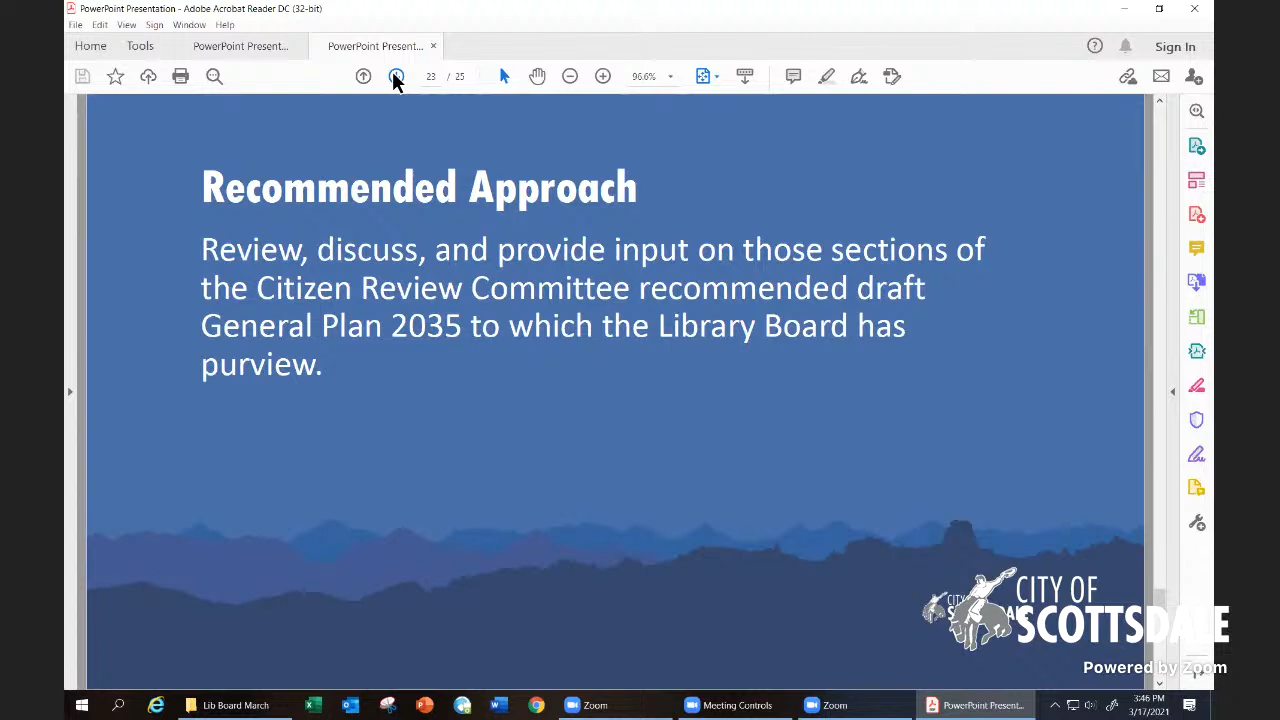 PowerPoint Presentation - Adobe Acrobat Reader DC (32-bit)
File Edit View Sign Window Help
Home Tools PowerPoint Present... PowerPoint Present... × Sign In
23 / 25 96.6%
Recommended Approach
Review, discuss, and provide input on those sections of
the Citizen Review Committee recommended draft
General Plan 2035 to which the Library Board has
purview.
CITY OF
SCOTTSDALE
Powered by Zoom
Lib Board March Zoom Meeting Controls Zoom PowerPoint Present... 3:46 PM
3/17/2021